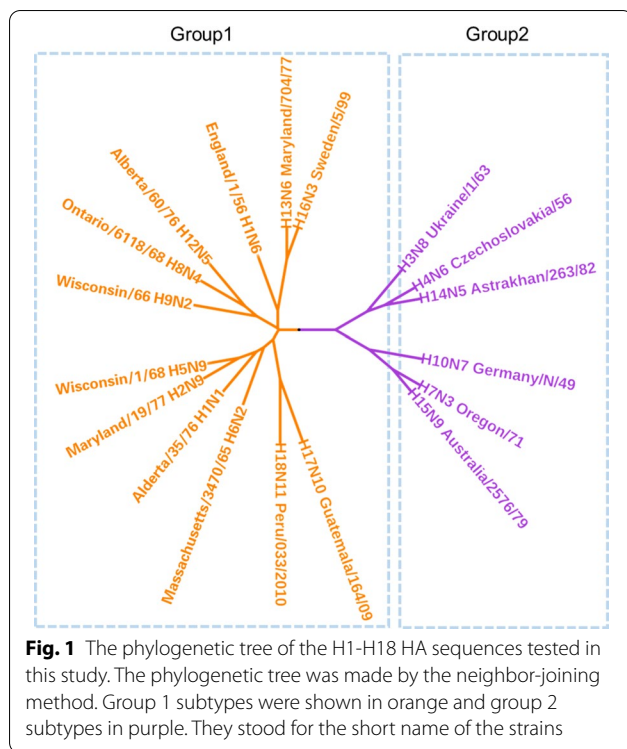 Group1
Group2
England/1/56 H1N6
H13N6 Maryland/704/77
H16N3 Sweden/5/99
Alberta/60/76 H12N5
Ontario/6118/68 H8N4
Wisconsin/66 H9N2
Wisconsin/1/68 H5N9
Maryland/19/77 H2N9
Alderta/35/76 H1N1
Massachusetts/3470/65 H6N2
H18N11 Peru/033/2010
H17N10 Guatemala/164/09
H3N8 Ukraine/1/63
H4N6 Czechoslovakia/56
H14N5 Astrakhan/263/82
H10N7 Germany/N/49
H7N3 Oregon/71
H15N9 Australia/2576/79
Fig. 1 The phylogenetic tree of the H1-H18 HA sequences tested in
this study. The phylogenetic tree was made by the neighbor-joining
method. Group 1 subtypes were shown in orange and group 2
subtypes in purple. They stood for the short name of the strains